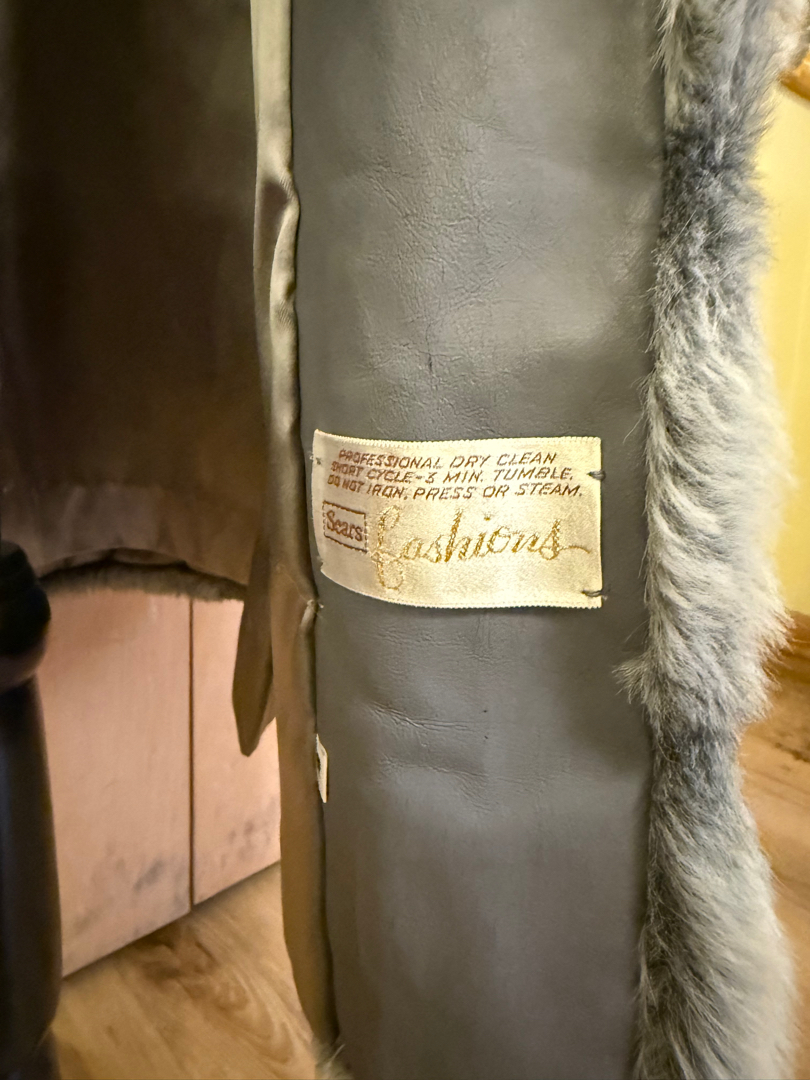 PROFESSIONAL DRY CLEAN
SHORT CYCLE-3 MIN. TUMBLE.
DO NOT IRON, PRESS OR STEAM.
Sears Fashions